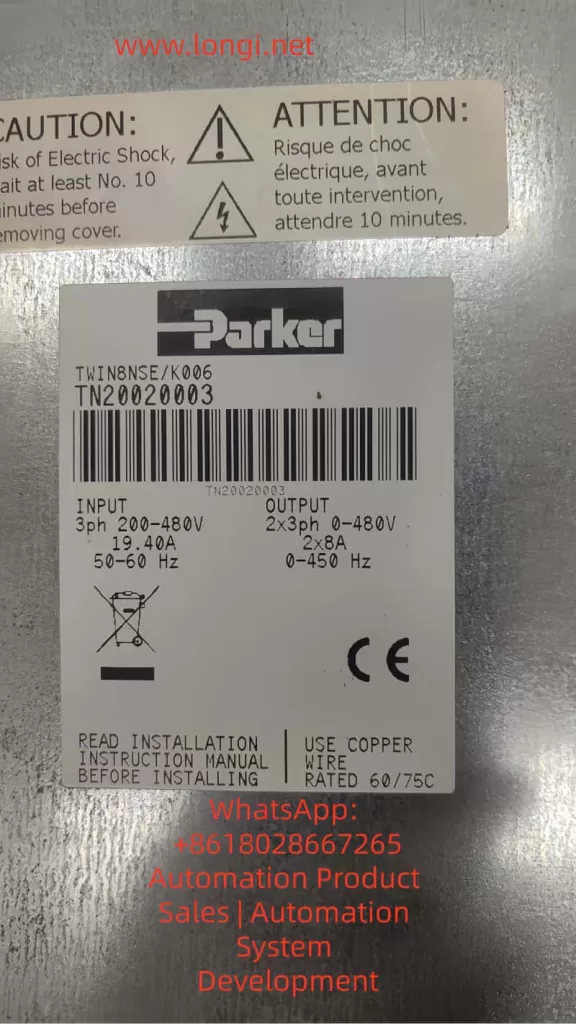 www.longi.net
CAUTION:
isk of Electric Shock,
ait at least No. 10
inutes before
emoving cover.
ATTENTION:
Risque de choc
électrique, avant
toute intervention,
attendre 10 minutes.
Parker
TWIN8NSE/K006
TN20020003
TN20020003
INPUT
3ph 200-480V
19.40A
50-60 Hz
OUTPUT
2x3ph 0-480V
2x8A
0-450 Hz
CE
READ INSTALLATION
INSTRUCTION MANUAL
BEFORE INSTALLING
USE COPPER
WIRE
RATED 60/75C
WhatsApp:
+8618028667265
Automation Product
Sales | Automation
System
Development